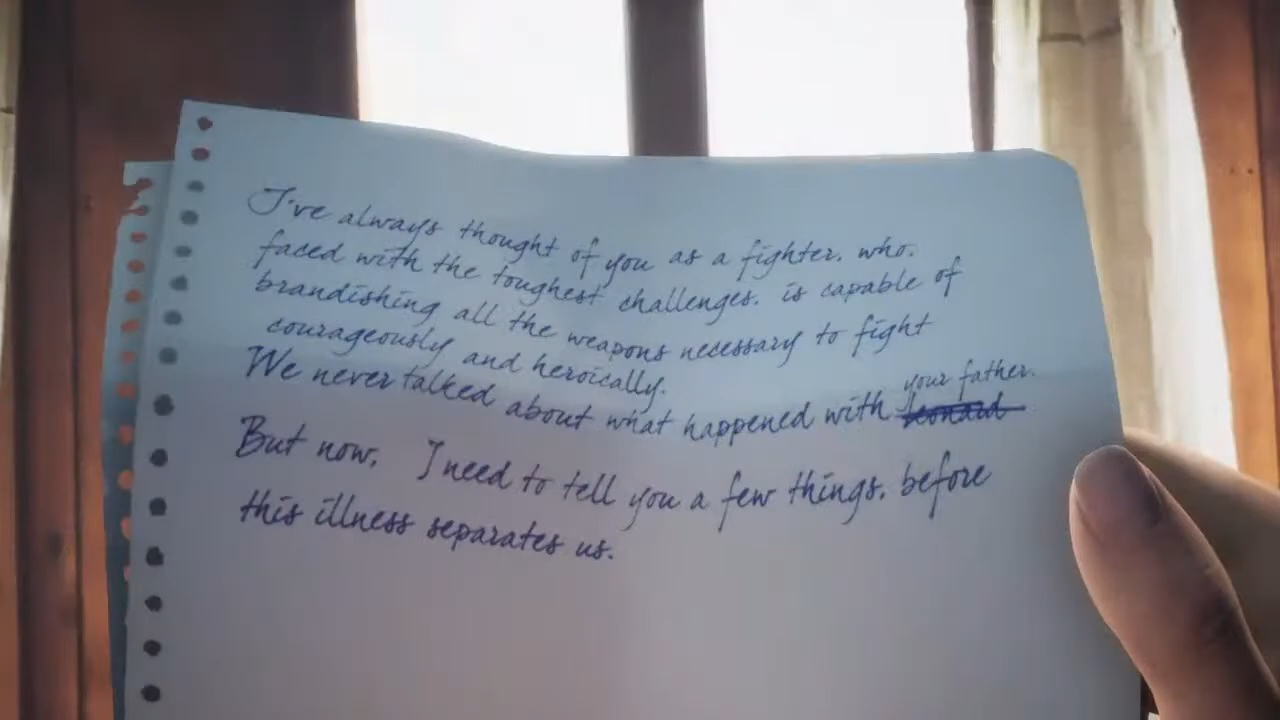 I've always thought of you as a fighter. who.
faced with the toughest challenges. is capable of
brandishing all the weapons necessary to fight
courageously and heroically.
your father.
We never talked about what happened with leonard
But now. I need to tell you a few things. before
this illness separates us.